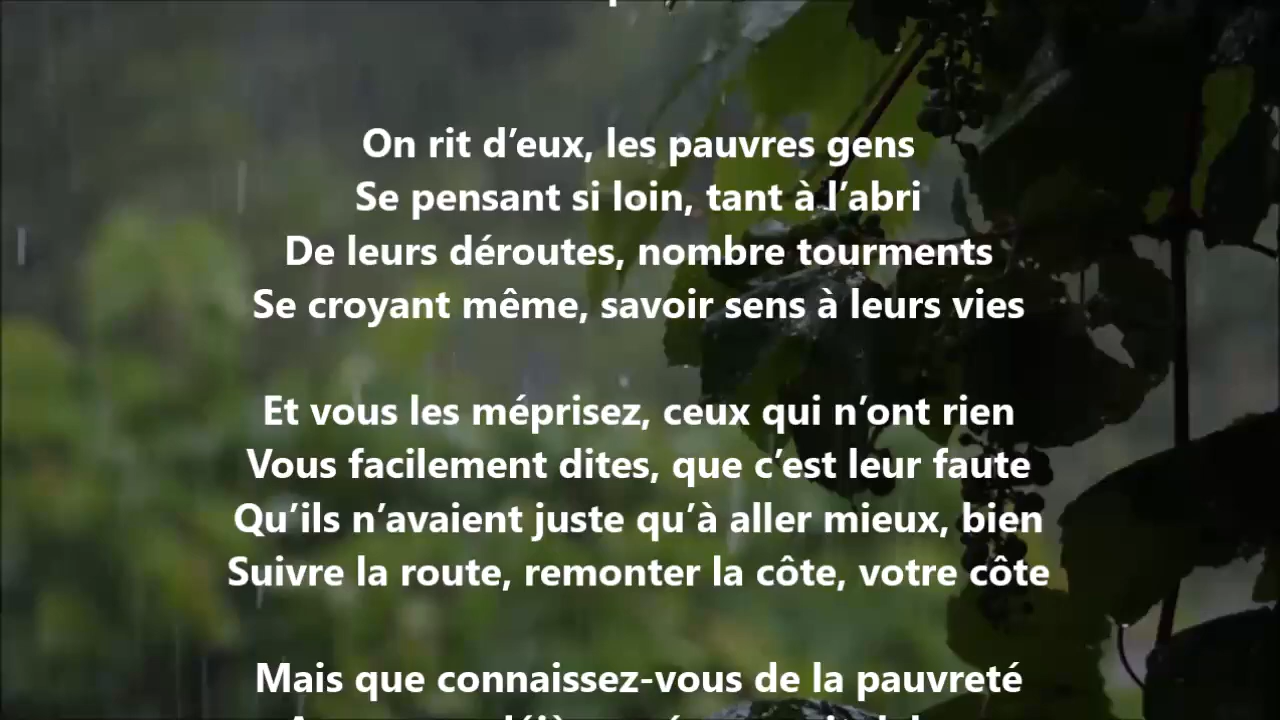 On rit d’eux, les pauvres gens
Se pensant si loin, tant à l’abri
De leurs déroutes, nombre tourments
Se croyant même, savoir sens à leurs vies
Et vous les méprisez, ceux qui n’ont rien
Vous facilement dites, que c’est leur faute
Qu’ils n’avaient juste qu’à aller mieux, bien
Suivre la route, remonter la côte, votre côte
Mais que connaissez-vous de la pauvreté